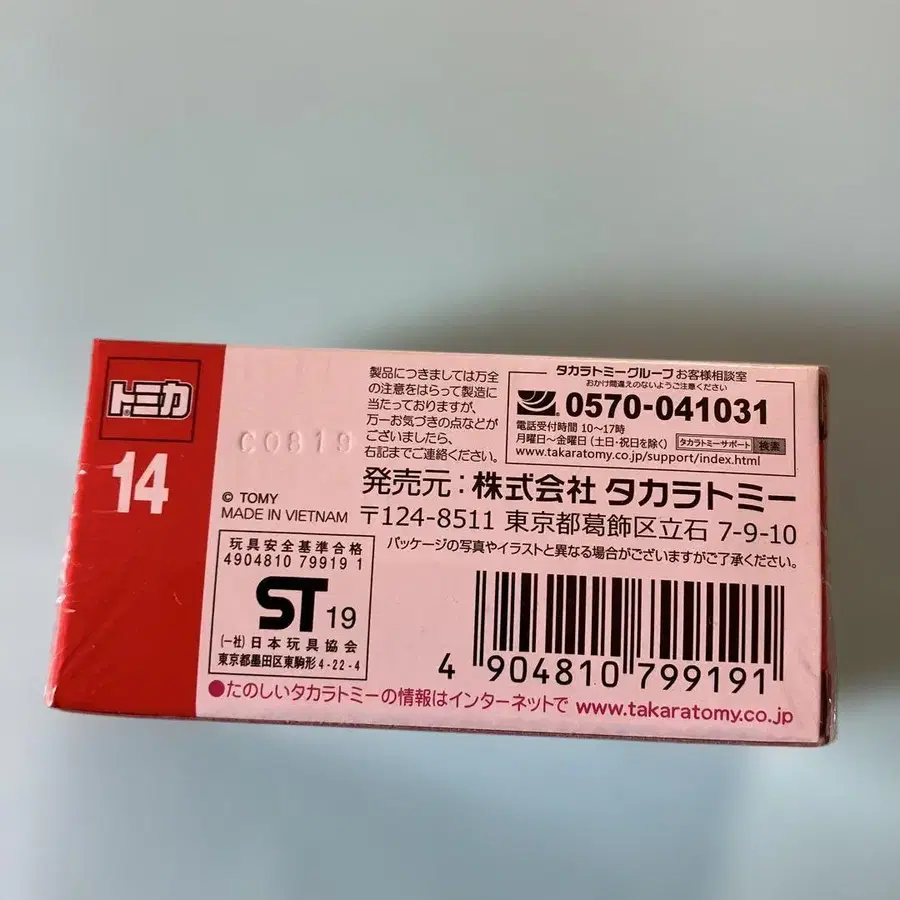 トミカ
14
C0819
© TOMY
MADE IN VIETNAM
製品につきましては万全
の注意をはらって製造に
当たっておりますが、
万一お気づきの点などが
ございましたら、
右記までご連絡ください。
タカラトミーグループ お客様相談室
おかけ間違えのないようご注意ください
0570-041031
電話受付時間 10〜17時
月曜日〜金曜日 (土日・祝日を除く) タカラトミーサポート 検索
www.takaratomy.co.jp/support/index.html
発売元:株式会社 タカラトミー
〒124-8511 東京都葛飾区立石 7-9-10
パッケージの写真やイラストと異なる場合がございますがご了承ください。
玩具安全基準合格
4904810 79919 1
ST 19
(一社) 日本玩具協会
東京都墨田区東駒形4-22-4
4 904810 799191
●たのしいタカラトミーの情報はインターネットで www.takaratomy.co.jp